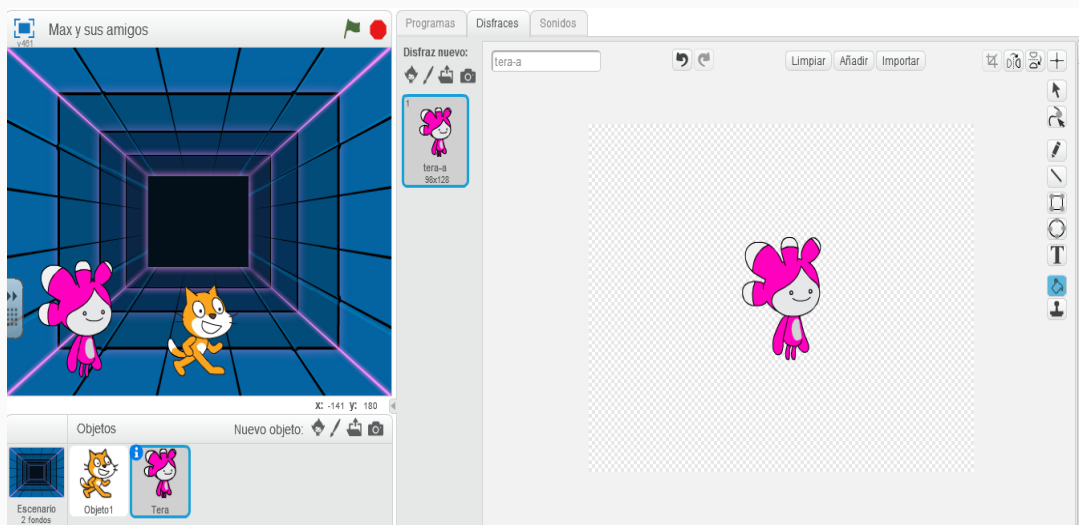 Max y sus amigos
v461
Programas
Disfraces
Sonidos
Disfraz nuevo:
1
tera-a
98x128
tera-a
Limpiar
Añadir
Importar
T
x: -141 y: 180
Objetos
Nuevo objeto:
Escenario
2 fondos
Objeto1
i
Tera